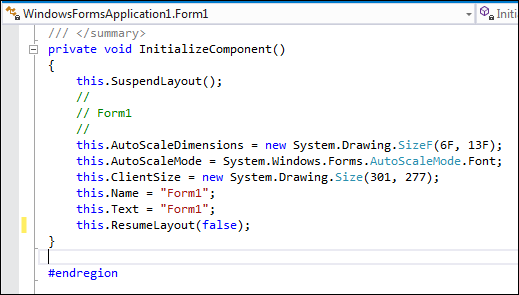 WindowsFormsApplication1.Form1
/// </summary>
private void InitializeComponent()
{
this.SuspendLayout();
//
// Form1
//
this.AutoScaleDimensions = new System.Drawing.SizeF(6F, 13F);
this.AutoScaleMode = System.Windows.Forms.AutoScaleMode.Font;
this.ClientSize = new System.Drawing.Size(301, 277);
this.Name = "Form1";
this.Text = "Form1";
this.ResumeLayout(false);
}
#endregion